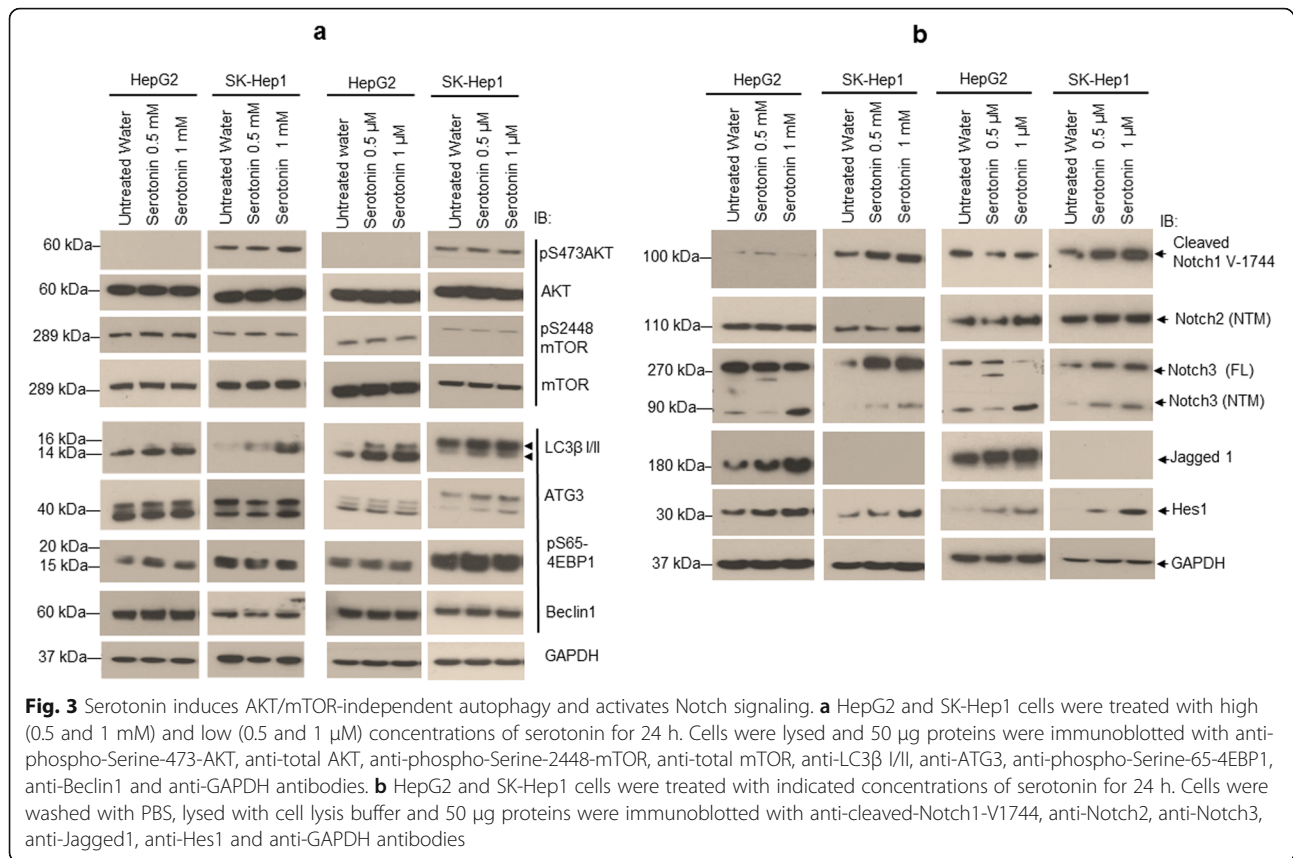 a
HepG2
SK-Hep1
HepG2
SK-Hep1
Untreated Water
Serotonin 0.5 mM
Serotonin 1 mM
Untreated Water
Serotonin 0.5 mM
Serotonin 1 mM
Untreated water
Serotonin 0.5 µM
Serotonin 1 µM
Untreated Water
Serotonin 0.5 µM
Serotonin 1 µM
IB:
60 kDa
pS473AKT
60 kDa
AKT
289 kDa
pS2448
mTOR
289 kDa
mTOR
16 kDa
14 kDa
LC3β I/II
40 kDa
ATG3
20 kDa
15 kDa
pS65-
4EBP1
60 kDa
Beclin1
37 kDa
GAPDH
b
HepG2
SK-Hep1
HepG2
SK-Hep1
Untreated Water
Serotonin 0.5 mM
Serotonin 1 mM
Untreated Water
Serotonin 0.5 mM
Serotonin 1 mM
Untreated Water
Serotonin 0.5 µM
Serotonin 1 µM
Untreated Water
Serotonin 0.5 µM
Serotonin 1 µM
IB:
100 kDa
Cleaved
Notch1 V-1744
110 kDa
Notch2 (NTM)
270 kDa
Notch3 (FL)
90 kDa
Notch3 (NTM)
180 kDa
Jagged 1
30 kDa
Hes1
37 kDa
GAPDH
Fig. 3 Serotonin induces AKT/mTOR-independent autophagy and activates Notch signaling. a HepG2 and SK-Hep1 cells were treated with high
(0.5 and 1 mM) and low (0.5 and 1 µM) concentrations of serotonin for 24 h. Cells were lysed and 50 µg proteins were immunoblotted with anti-
phospho-Serine-473-AKT, anti-total AKT, anti-phospho-Serine-2448-mTOR, anti-total mTOR, anti-LC3β I/II, anti-ATG3, anti-phospho-Serine-65-4EBP1,
anti-Beclin1 and anti-GAPDH antibodies. b HepG2 and SK-Hep1 cells were treated with indicated concentrations of serotonin for 24 h. Cells were
washed with PBS, lysed with cell lysis buffer and 50 µg proteins were immunoblotted with anti-cleaved-Notch1-V1744, anti-Notch2, anti-Notch3,
anti-Jagged1, anti-Hes1 and anti-GAPDH antibodies